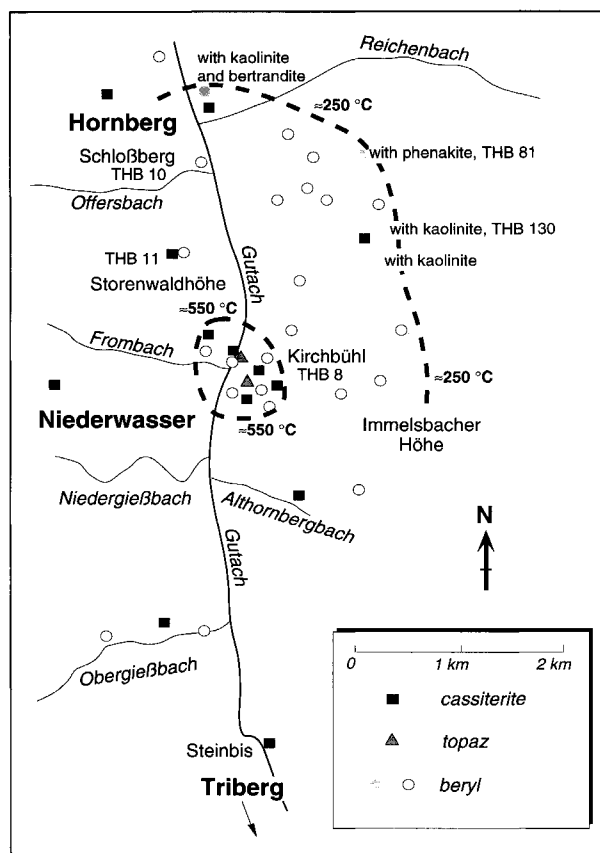 with kaolinite
and bertrandite
Reichenbach
≈250 °C
Hornberg
Schloßberg
THB 10
with phenakite, THB 81
Offersbach
with kaolinite, THB 130
THB 11
Gutach
with kaolinite
Storenwaldhöhe
≈550 °C
Frombach
Kirchbühl
THB 8
≈250 °C
Niederwasser
≈550 °C
Immelsbacher
Höhe
Niedergießbach
Althornbergbach
N
Gutach
Obergießbach
0 1 km 2 km
cassiterite
Steinbis
topaz
Triberg
beryl